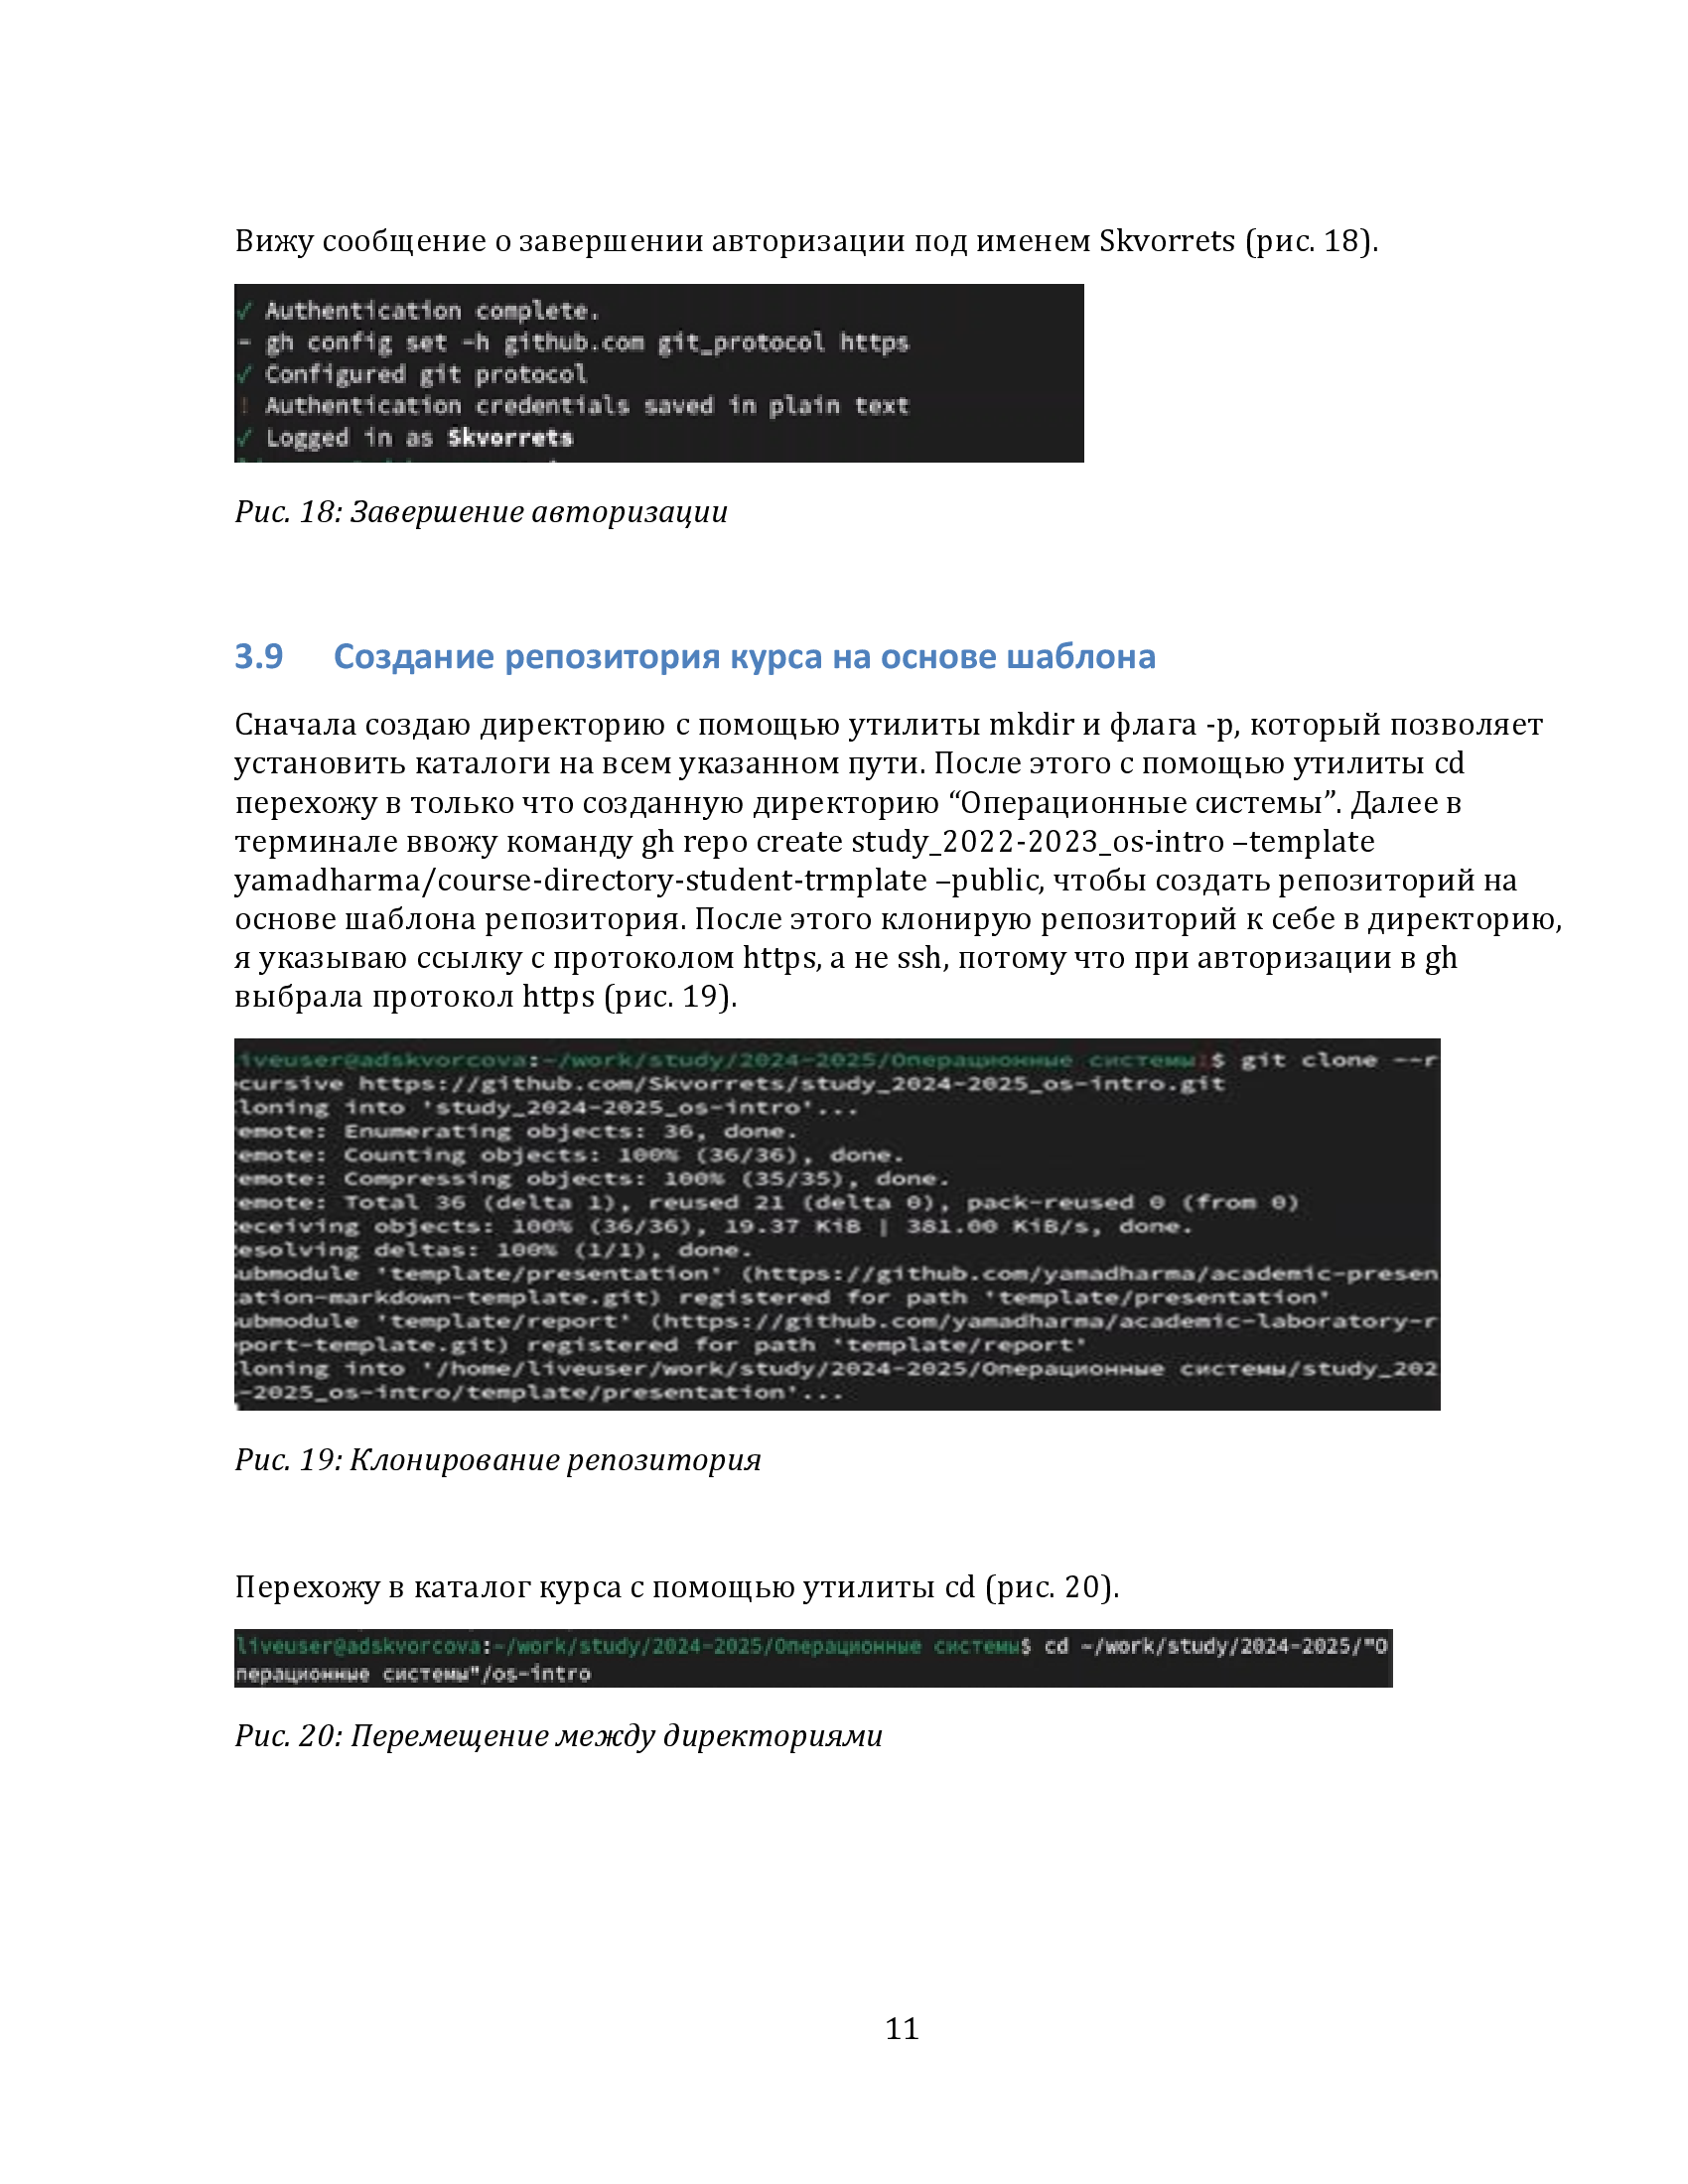 Вижу сообщение о завершении авторизации под именем Skvorrets (рис. 18).
✓ Authentication complete.
- gh config set -h github.com git_protocol https
✓ Configured git protocol
! Authentication credentials saved in plain text
✓ Logged in as Skvorrets
Рис. 18: Завершение авторизации
3.9 Создание репозитория курса на основе шаблона
Сначала создаю директорию с помощью утилиты mkdir и флага -p, который позволяет
установить каталоги на всем указанном пути. После этого с помощью утилиты cd
перехожу в только что созданную директорию “Операционные системы”. Далее в
терминале ввожу команду gh repo create study_2022-2023_os-intro –template
yamadharma/course-directory-student-trmplate –public, чтобы создать репозиторий на
основе шаблона репозитория. После этого клонирую репозиторий к себе в директорию,
я указываю ссылку с протоколом https, а не ssh, потому что при авторизации в gh
выбрала протокол https (рис. 19).
iveuser@adskvorcova:~/work/study/2024-2025/Операционные системы$ git clone --r
cursive https://github.com/Skvorrets/study_2024-2025_os-intro.git
loning into 'study_2024-2025_os-intro'...
emote: Enumerating objects: 36, done.
emote: Counting objects: 100% (36/36), done.
emote: Compressing objects: 100% (35/35), done.
emote: Total 36 (delta 1), reused 21 (delta 0), pack-reused 0 (from 0)
eceiving objects: 100% (36/36), 19.37 KiB | 381.00 KiB/s, done.
esolving deltas: 100% (1/1), done.
ubmodule 'template/presentation' (https://github.com/yamadharma/academic-presen
ation-markdown-template.git) registered for path 'template/presentation'
ubmodule 'template/report' (https://github.com/yamadharma/academic-laboratory-r
port-template.git) registered for path 'template/report'
loning into '/home/liveuser/work/study/2024-2025/Операционные системы/study_202
-2025_os-intro/template/presentation'...
Рис. 19: Клонирование репозитория
Перехожу в каталог курса с помощью утилиты cd (рис. 20).
liveuser@adskvorcova:~/work/study/2024-2025/Операционные системы$ cd ~/work/study/2024-2025/"О
перационные системы"/os-intro
Рис. 20: Перемещение между директориями
11